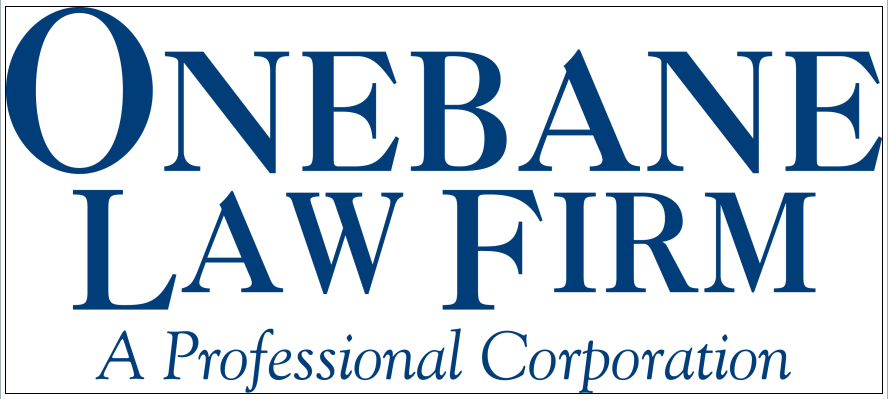 ONEBANE
LAW FIRM
A Professional Corporation